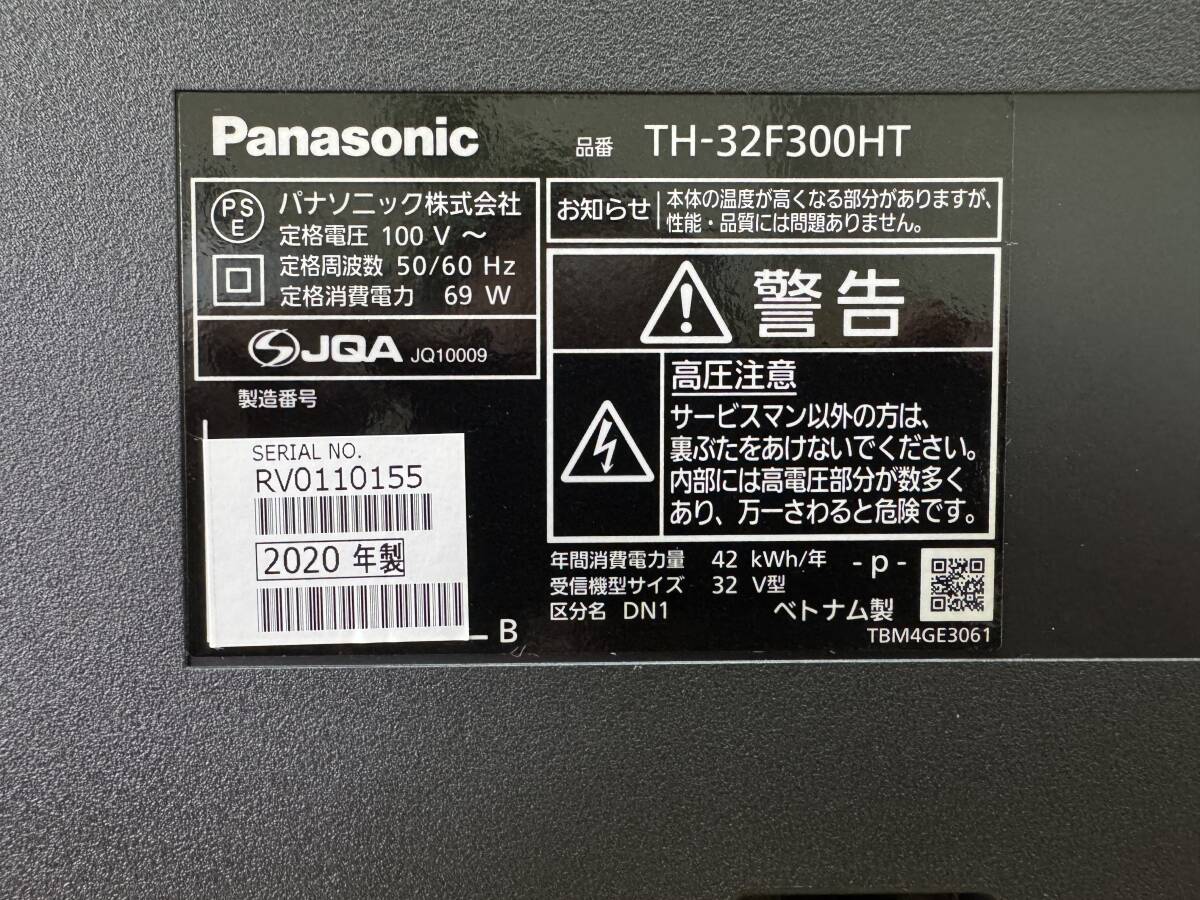 Panasonic
品番 TH-32F300HT
PS
E
パナソニック株式会社
定格電圧 100 V ～
定格周波数 50/60 Hz
定格消費電力 69 W
JQA JQ10009
製造番号
SERIAL NO.
RV0110155
2020 年製
B
お知らせ
本体の温度が高くなる部分がありますが、
性能・品質には問題ありません。
警告
高圧注意
サービスマン以外の方は、
裏ぶたをあけないでください。
内部には高電圧部分が数多く
あり、万一さわると危険です。
年間消費電力量 42 kWh/年 - p -
受信機型サイズ 32 V型
区分名 DN1 ベトナム製
TBM4GE3061